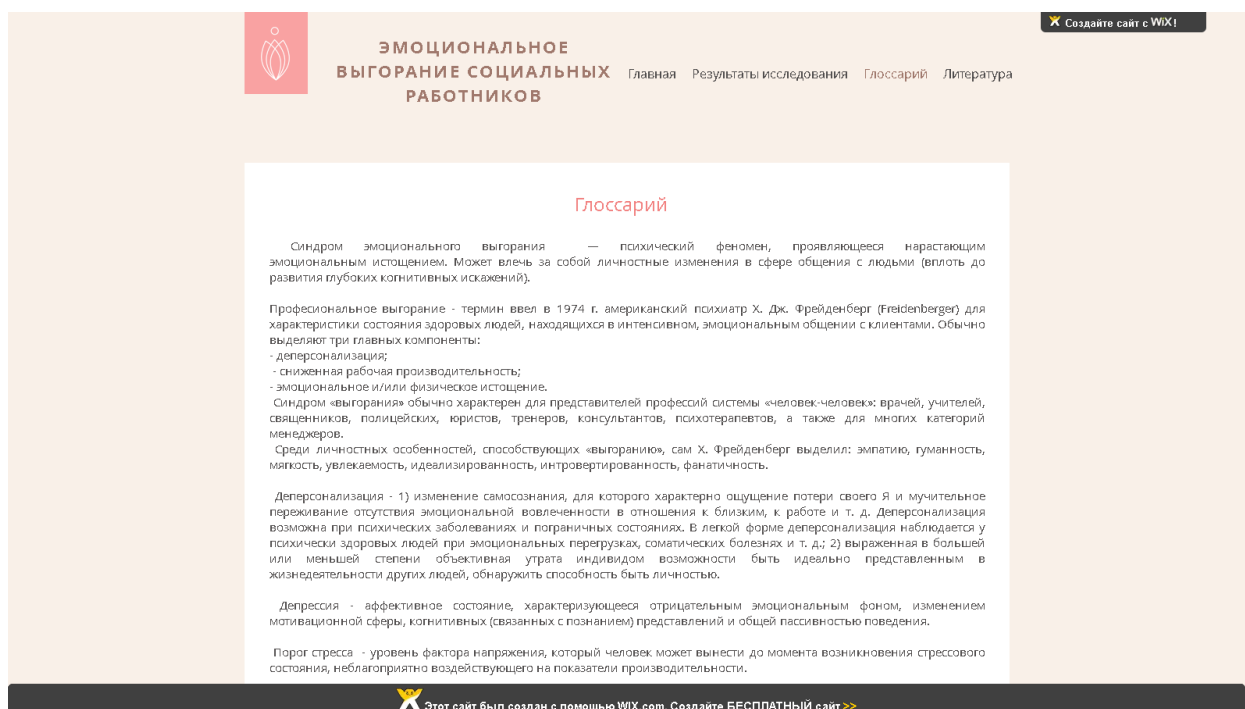 Создайте сайт с WiX!
ЭМОЦИОНАЛЬНОЕ
ВЫГОРАНИЕ СОЦИАЛЬНЫХ
РАБОТНИКОВ
Главная Результаты исследования Глоссарий Литература
Глоссарий
Синдром эмоционального выгорания — психический феномен, проявляющееся нарастающим
эмоциональным истощением. Может влечь за собой личностные изменения в сфере общения с людьми (вплоть до
развития глубоких когнитивных искажений).
Професиональное выгорание - термин ввел в 1974 г. американский психиатр Х. Дж. Фрейденберг (Freidenberger) для
характеристики состояния здоровых людей, находящихся в интенсивном, эмоциональным общении с клиентами. Обычно
выделяют три главных компоненты:
- деперсонализация;
- сниженная рабочая производительность;
- эмоциональное и/или физическое истощение.
Синдром «выгорания» обычно характерен для представителей профессий системы «человек-человек»: врачей, учителей,
священников, полицейских, юристов, тренеров, консультантов, психотерапевтов, а также для многих категорий
менеджеров.
Среди личностных особенностей, способствующих «выгоранию», сам Х. Фрейденберг выделил: эмпатию, гуманность,
мягкость, увлекаемость, идеализированность, интровертированность, фанатичность.
Деперсонализация - 1) изменение самосознания, для которого характерно ощущение потери своего Я и мучительное
переживание отсутствия эмоциональной вовлеченности в отношения к близким, к работе и т. д. Деперсонализация
возможна при психических заболеваниях и пограничных состояниях. В легкой форме деперсонализация наблюдается у
психически здоровых людей при эмоциональных перегрузках, соматических болезнях и т. д.; 2) выраженная в большей
или меньшей степени объективная утрата индивидом возможности быть идеально представленным в
жизнедеятельности других людей, обнаружить способность быть личностью.
Депрессия - аффективное состояние, характеризующееся отрицательным эмоциональным фоном, изменением
мотивационной сферы, когнитивных (связанных с познанием) представлений и общей пассивностью поведения.
Порог стресса - уровень фактора напряжения, который человек может вынести до момента возникновения стрессового
состояния, неблагоприятно воздействующего на показатели производительности.
Этот сайт был создан с помощью WIX.com. Создайте БЕСПЛАТНЫЙ сайт >>